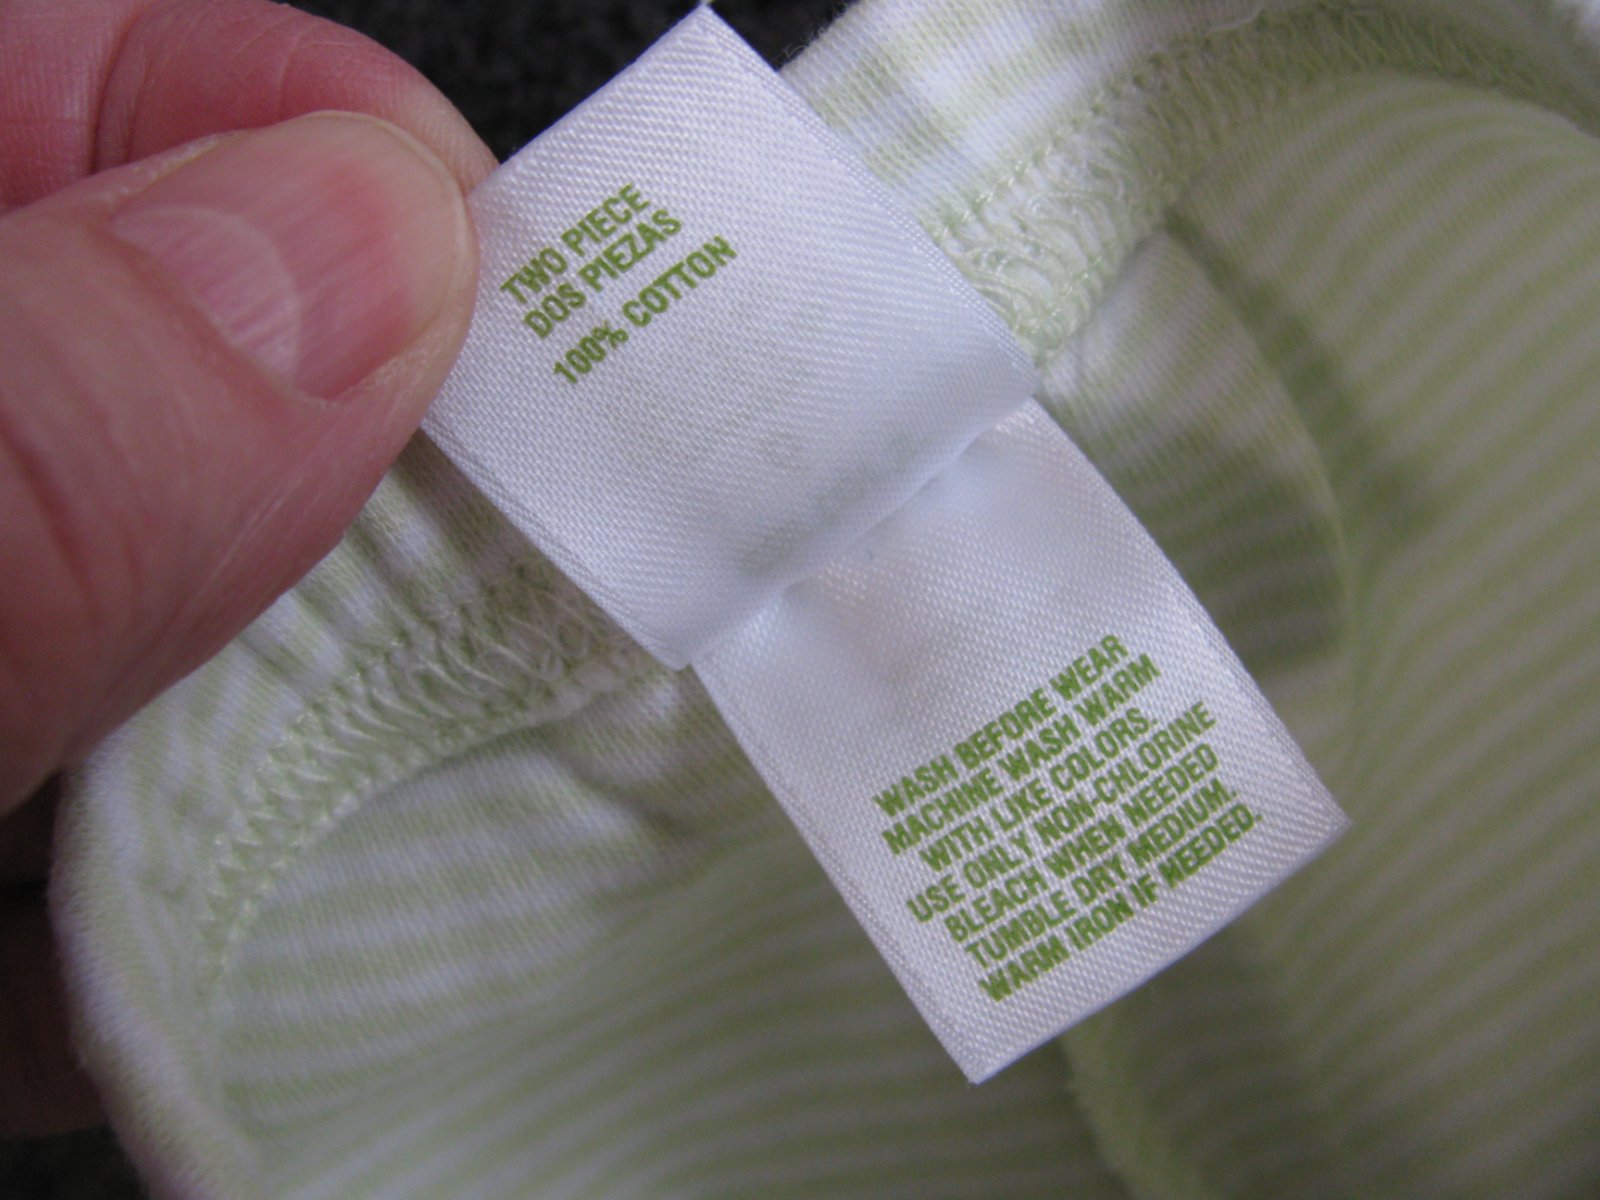 TWO PIECE
DOS PIEZAS
100% COTTON
WASH BEFORE WEAR
MACHINE WASH WARM
WITH LIKE COLORS.
USE ONLY NON-CHLORINE
BLEACH WHEN NEEDED
TUMBLE DRY MEDIUM.
WARM IRON IF NEEDED.